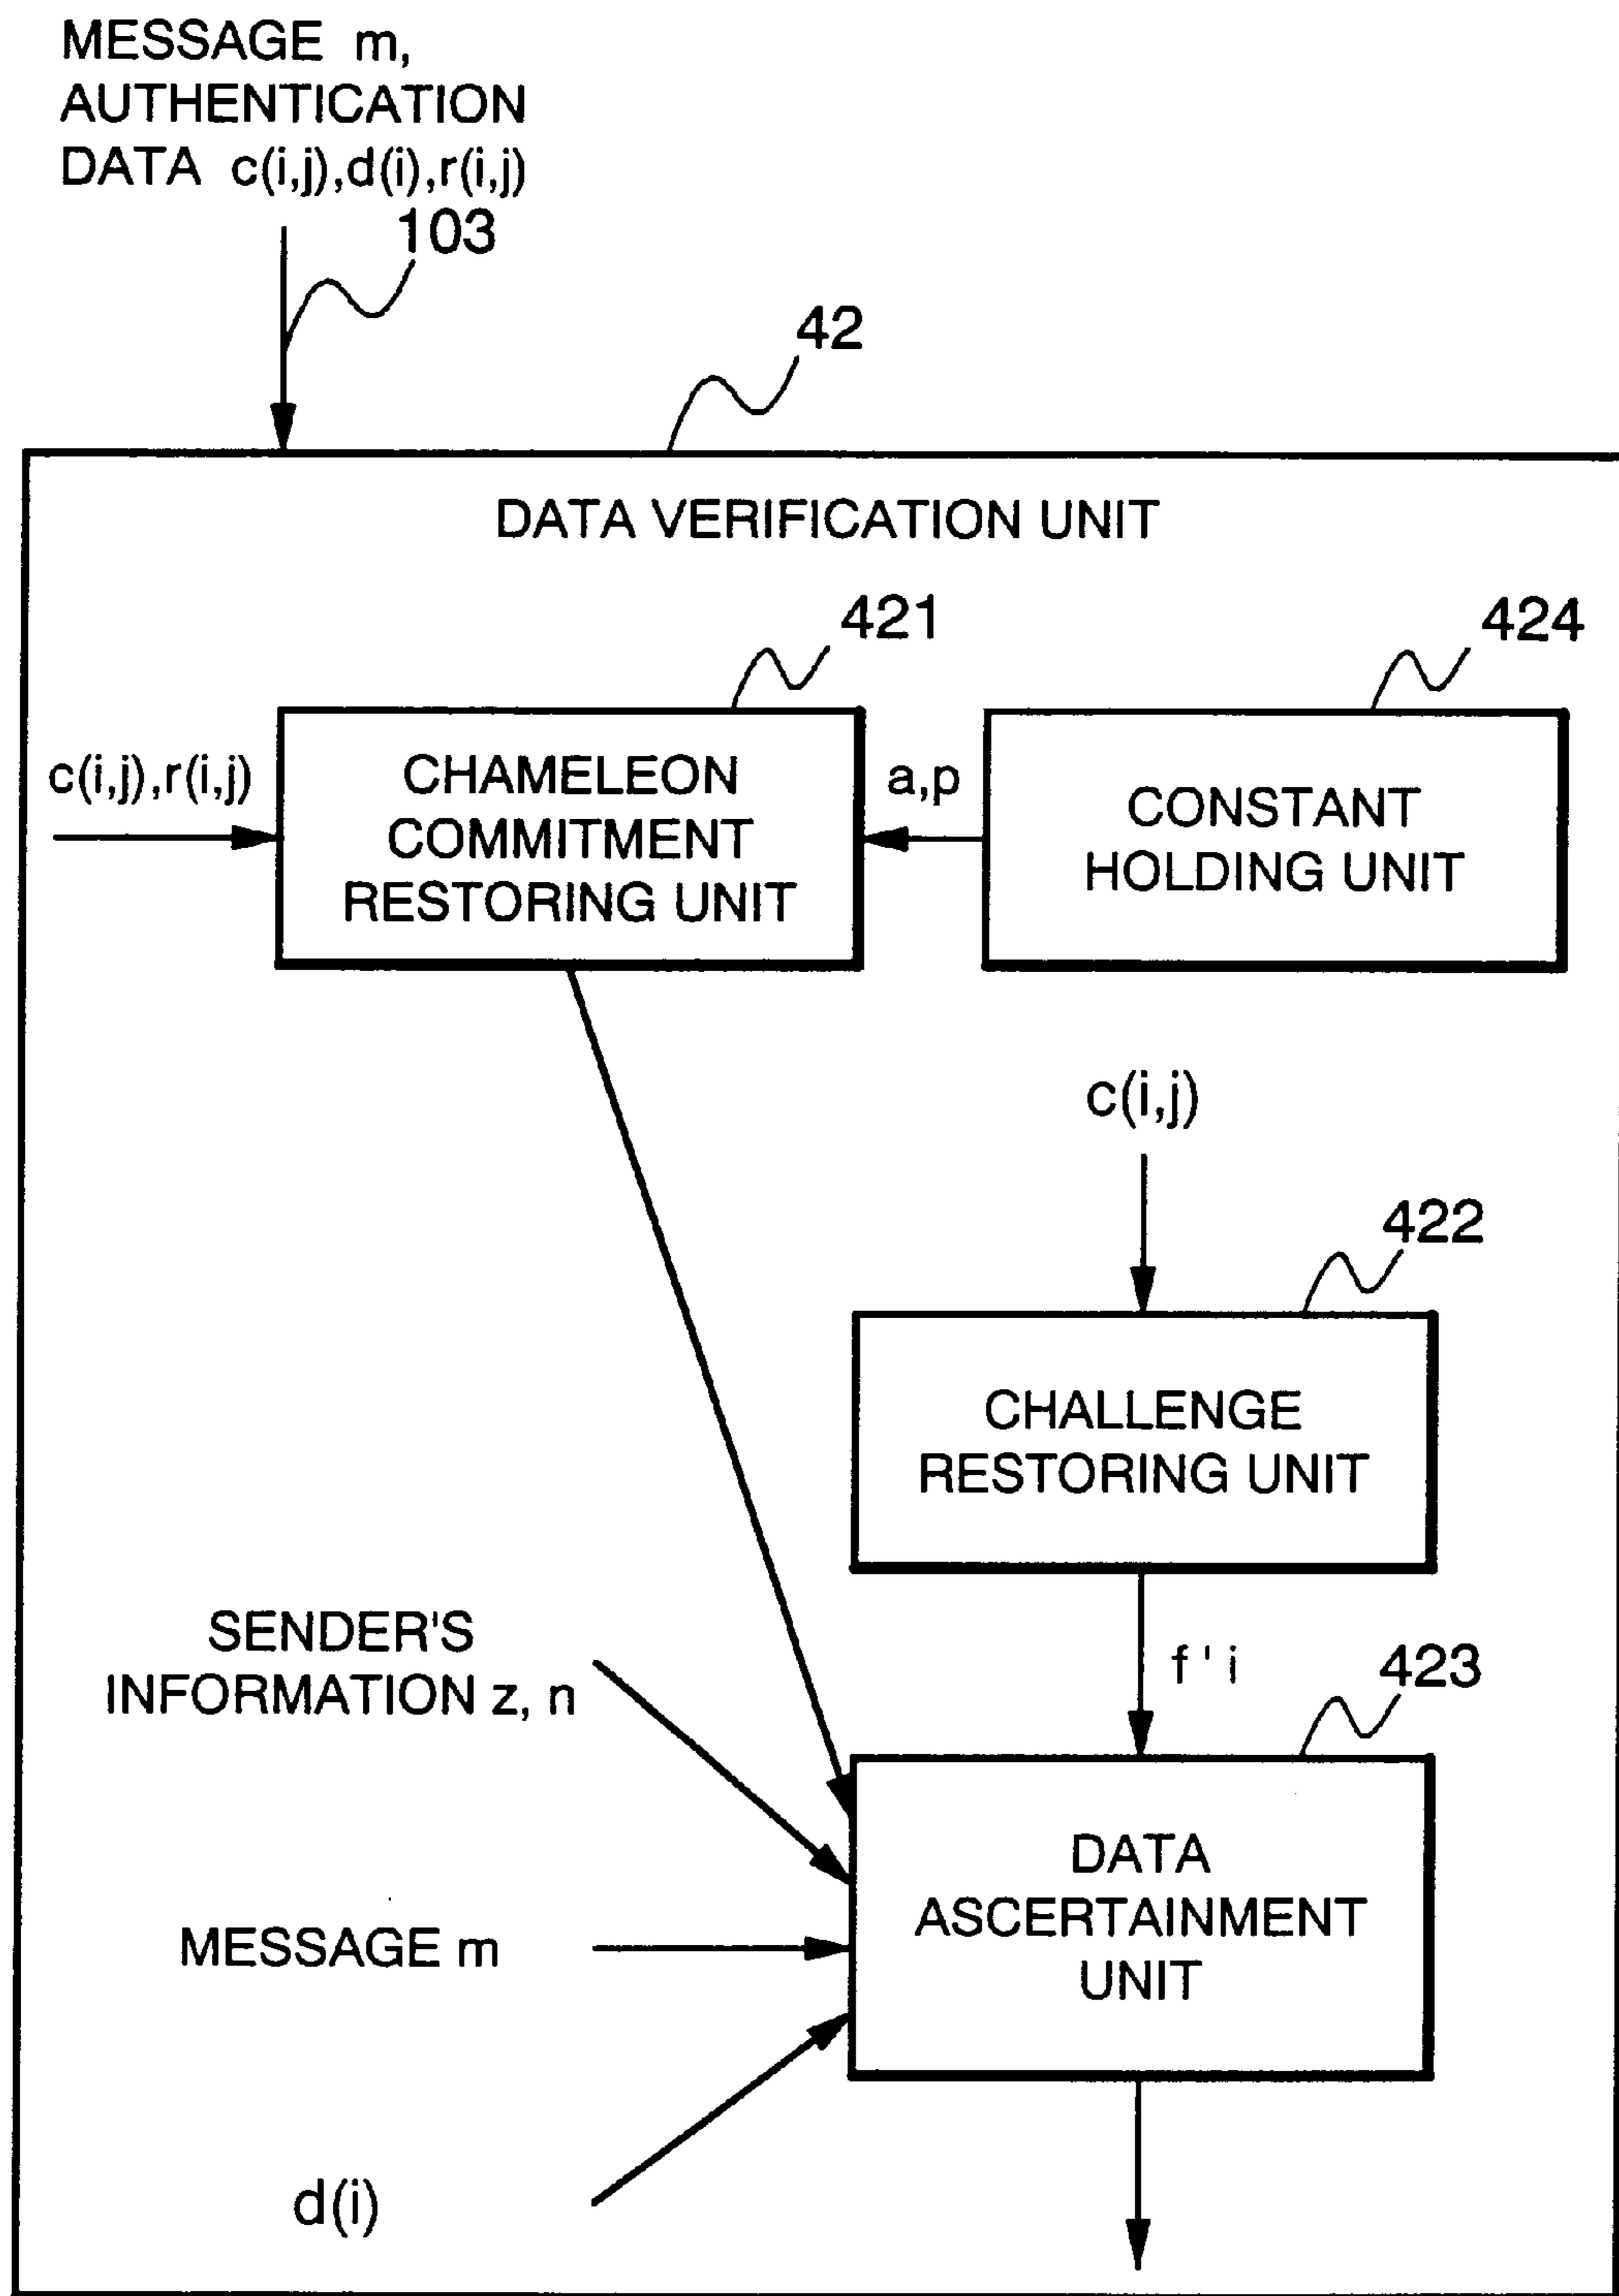 MESSAGE m,
AUTHENTICATION
DATA c(i,j),d(i),r(i,j)
103
42
DATA VERIFICATION UNIT
421
424
c(i,j),r(i,j)
CHAMELEON
COMMITMENT
RESTORING UNIT
a,p
CONSTANT
HOLDING UNIT
c(i,j)
422
CHALLENGE
RESTORING UNIT
f'i
423
SENDER'S
INFORMATION z, n
DATA
ASCERTAINMENT
UNIT
MESSAGE m
d(i)